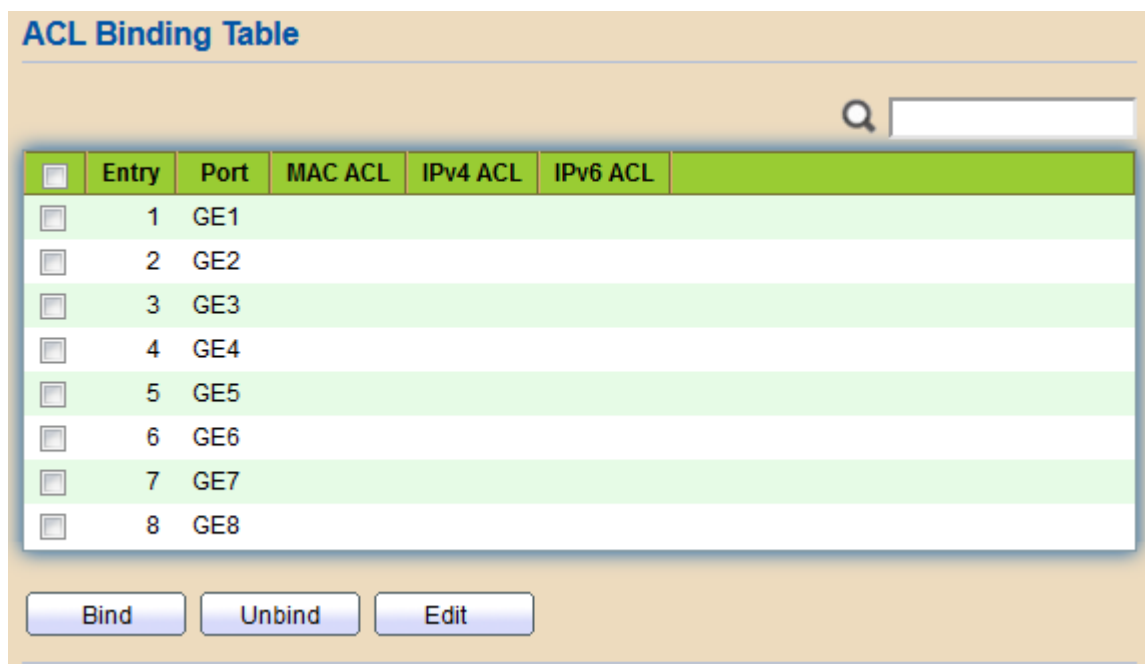 ACL Binding Table
Entry Port MAC ACL IPv4 ACL IPv6 ACL
1 GE1
2 GE2
3 GE3
4 GE4
5 GE5
6 GE6
7 GE7
8 GE8
Bind Unbind Edit